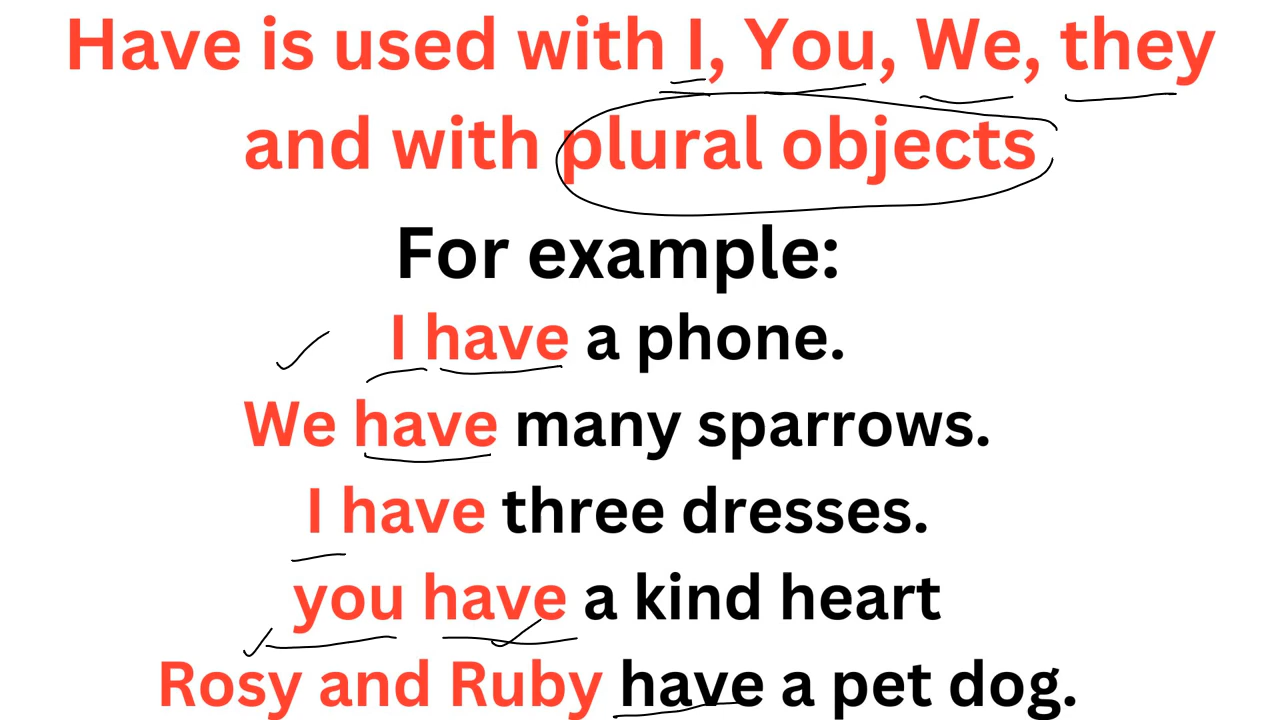 Have is used with I, You, We, they
and with plural objects
For example:
I have a phone.
We have many sparrows.
I have three dresses.
you have a kind heart
Rosy and Ruby have a pet dog.